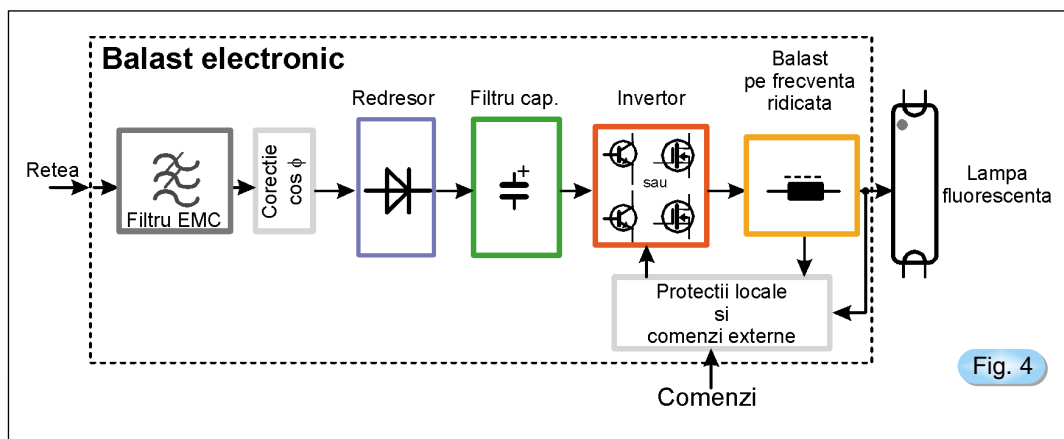 Balast electronic
Balast
pe frecventa
ridicata
Redresor
Filtru cap.
Invertor
Retea
Filtru EMC
Corectie
cos ϕ
+
sau
Lampa
fluorescenta
Protectii locale
si
comenzi externe
Comenzi
Fig. 4